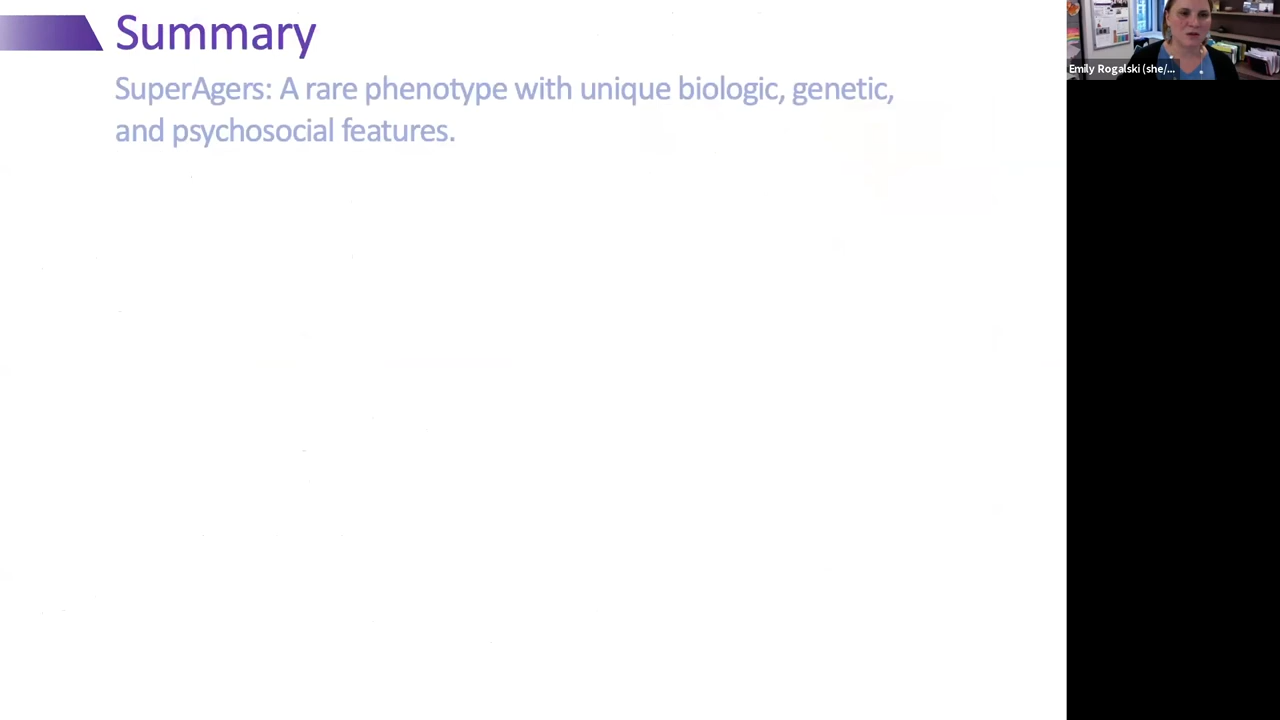 Summary
SuperAgers: A rare phenotype with unique biologic, genetic,
and psychosocial features.
Emily Rogalski (she/...